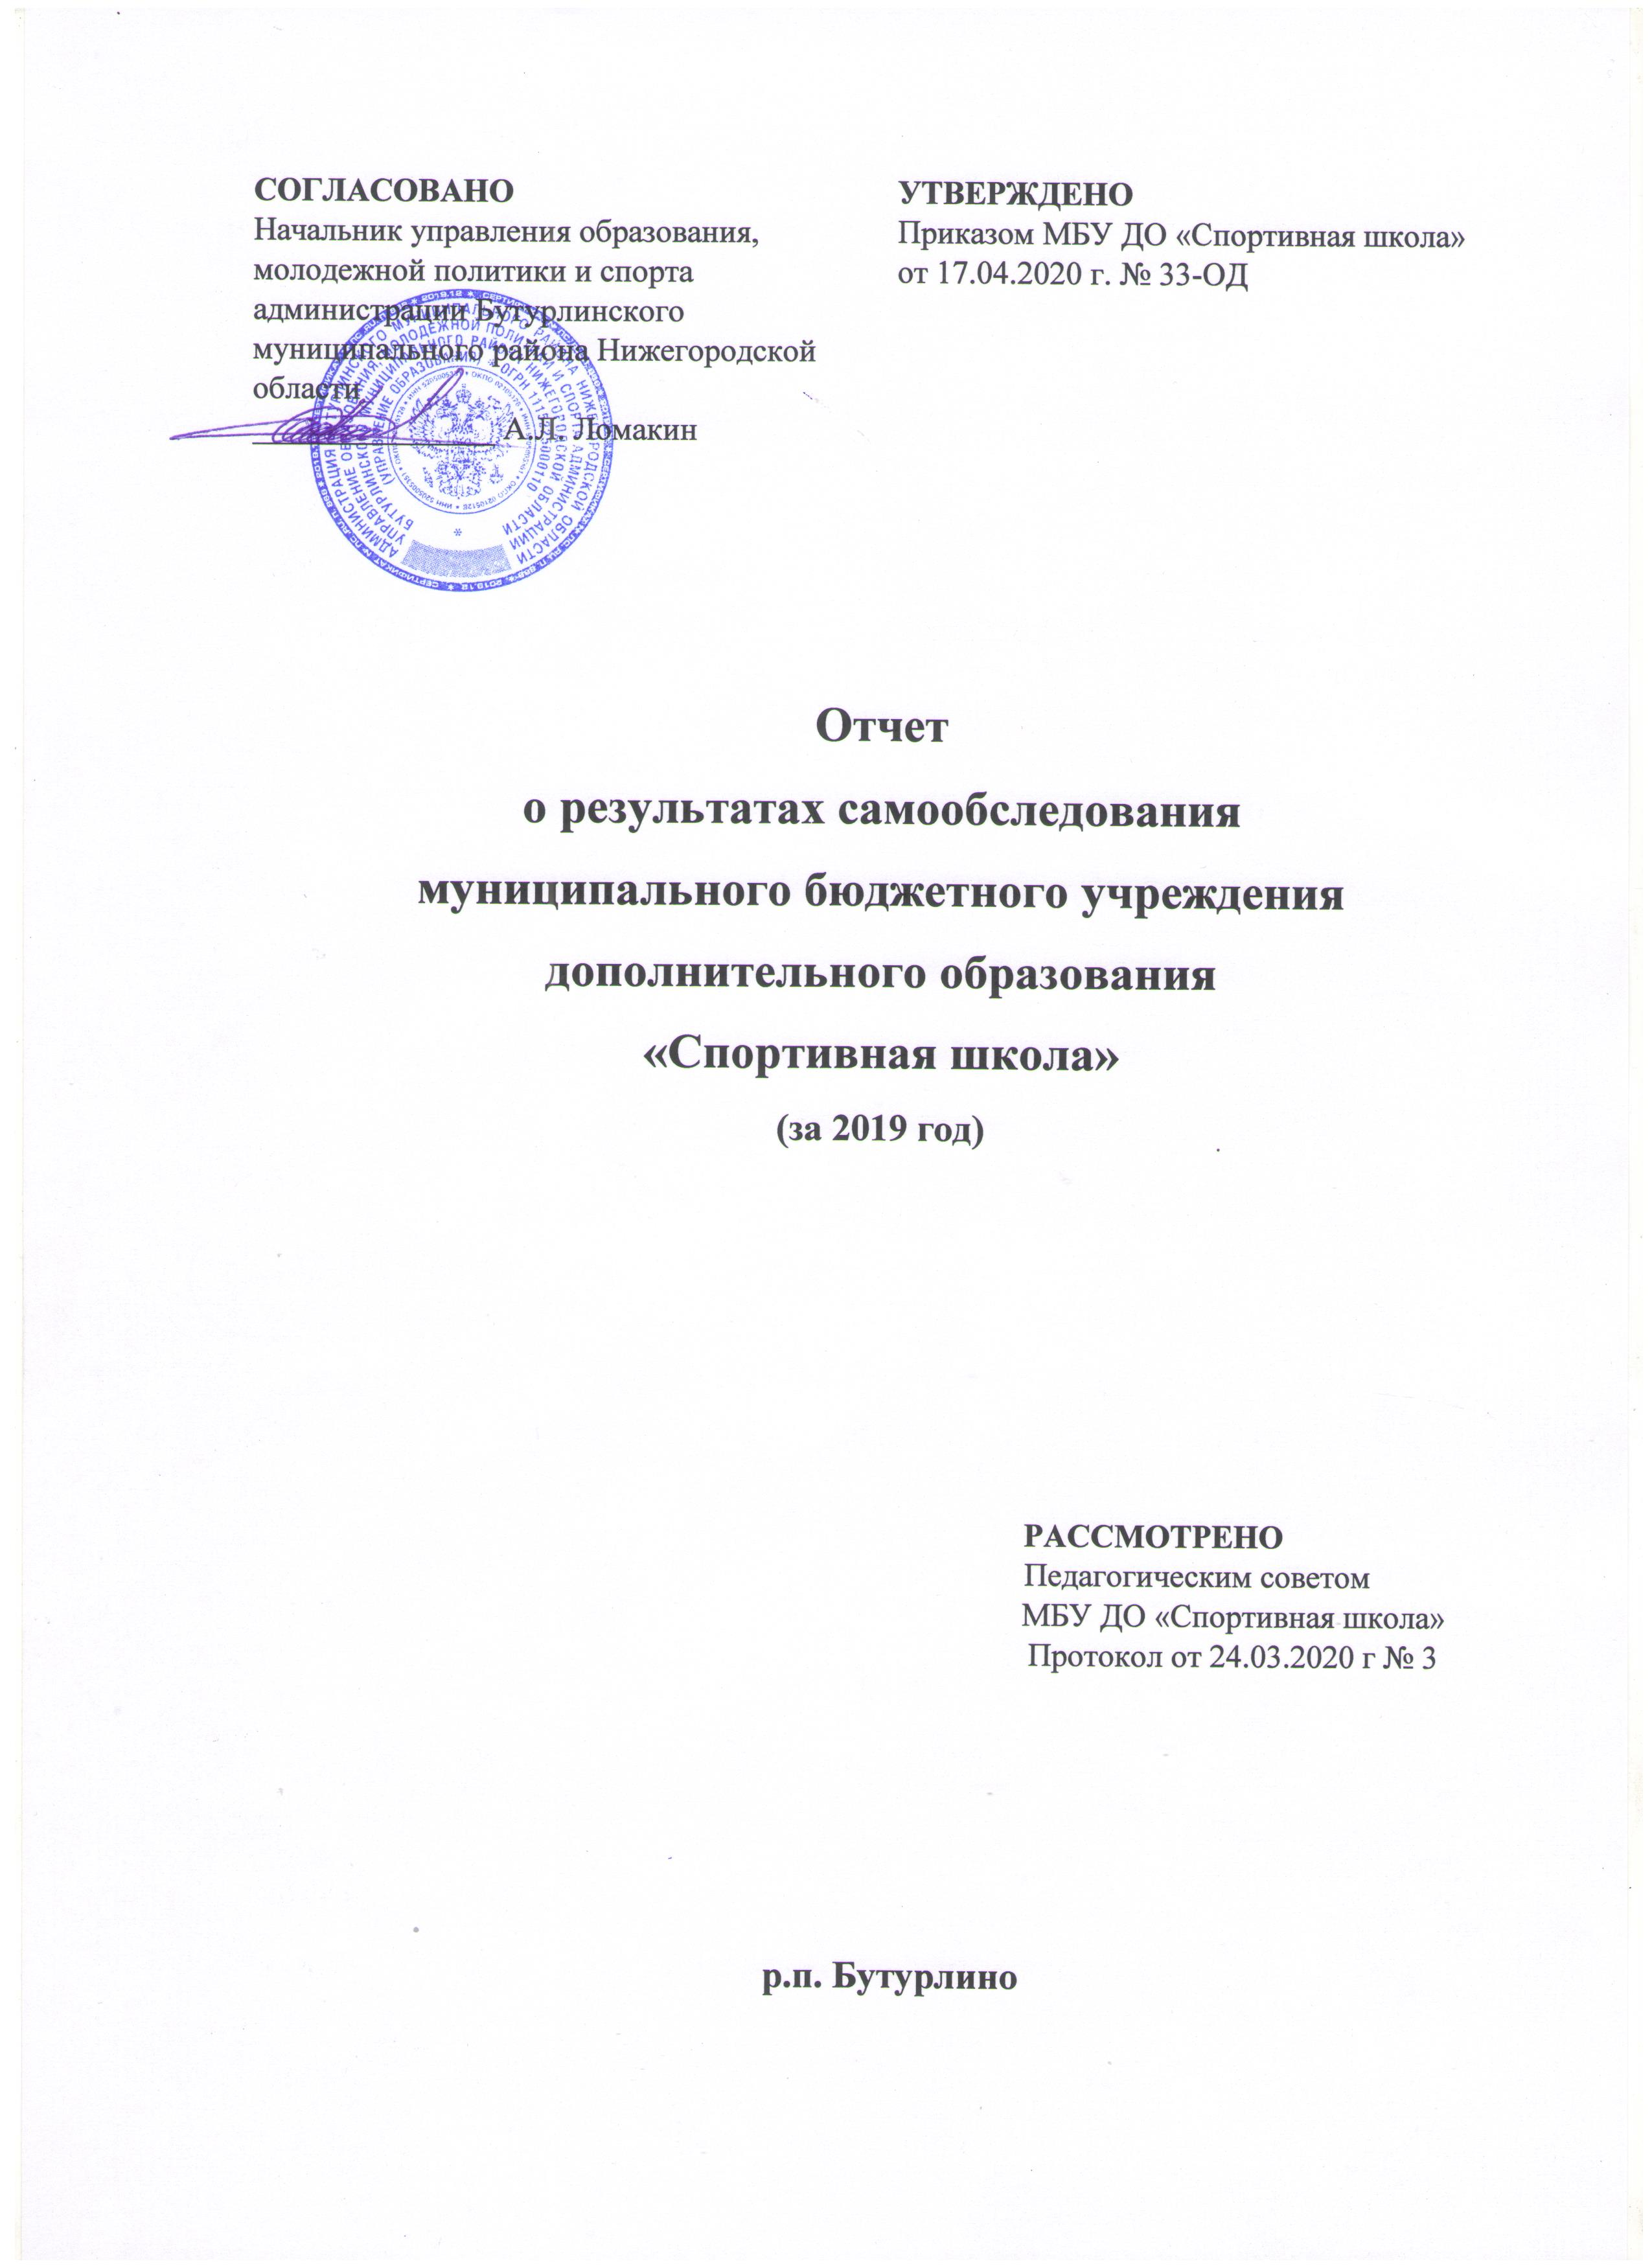 СОГЛАСОВАНО
Начальник управления образования,
молодежной политики и спорта
администрации Бутурлинского
муниципального района Нижегородской
области
А.Л. Ломакин
УТВЕРЖДЕНО
Приказом МБУ ДО «Спортивная школа»
от 17.04.2020 г. № 33-ОД
Отчет
о результатах самообследования
муниципального бюджетного учреждения
дополнительного образования
«Спортивная школа»
(за 2019 год)
РАССМОТРЕНО
Педагогическим советом
МБУ ДО «Спортивная школа»
Протокол от 24.03.2020 г № 3
р.п. Бутурлино